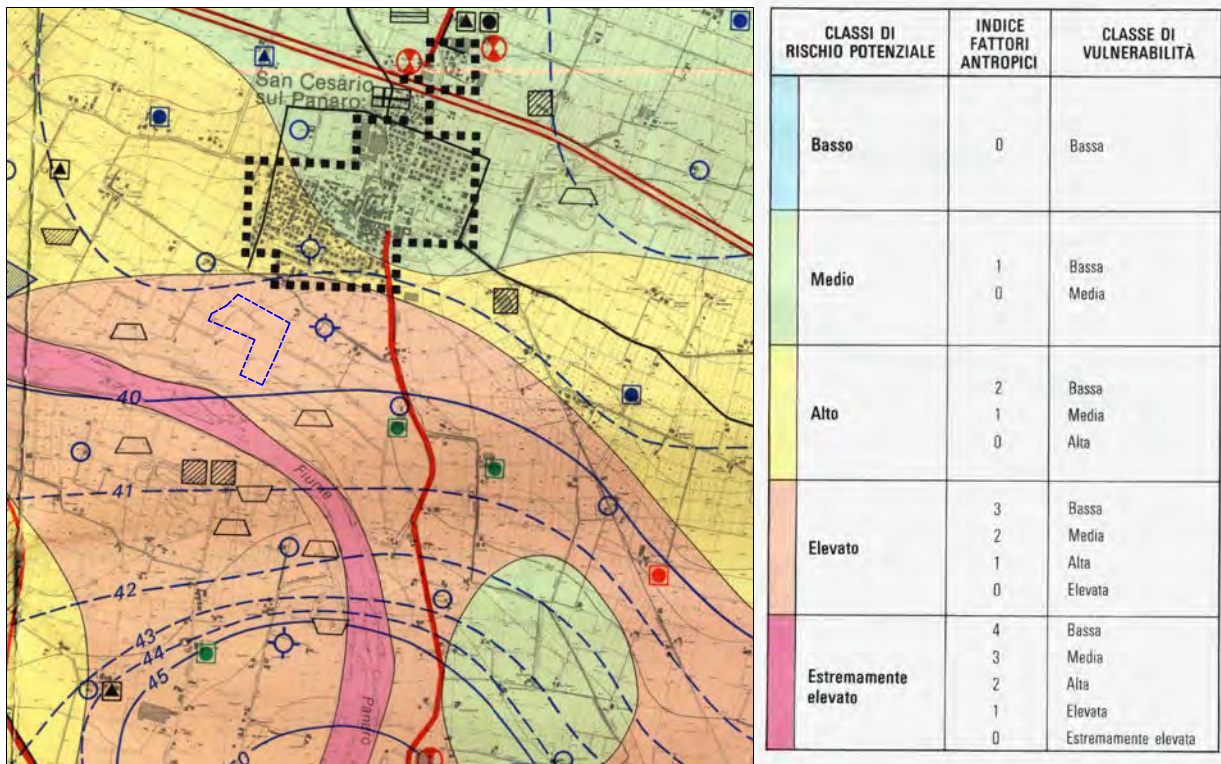 San Cesário
sul Panaro
40
41
42
43
44
45
Fiume
Panaro
CLASSI DI
RISCHIO POTENZIALE
INDICE
FATTORI
ANTROPICI
CLASSE DI
VULNERABILITÀ
Basso
0 Bassa
Medio
1 Bassa
0 Media
Alto
2 Bassa
1 Media
0 Alta
Elevato
3 Bassa
2 Media
1 Alta
0 Elevata
Estremamente
elevato
4 Bassa
3 Media
2 Alta
1 Elevata
0 Estremamente elevata